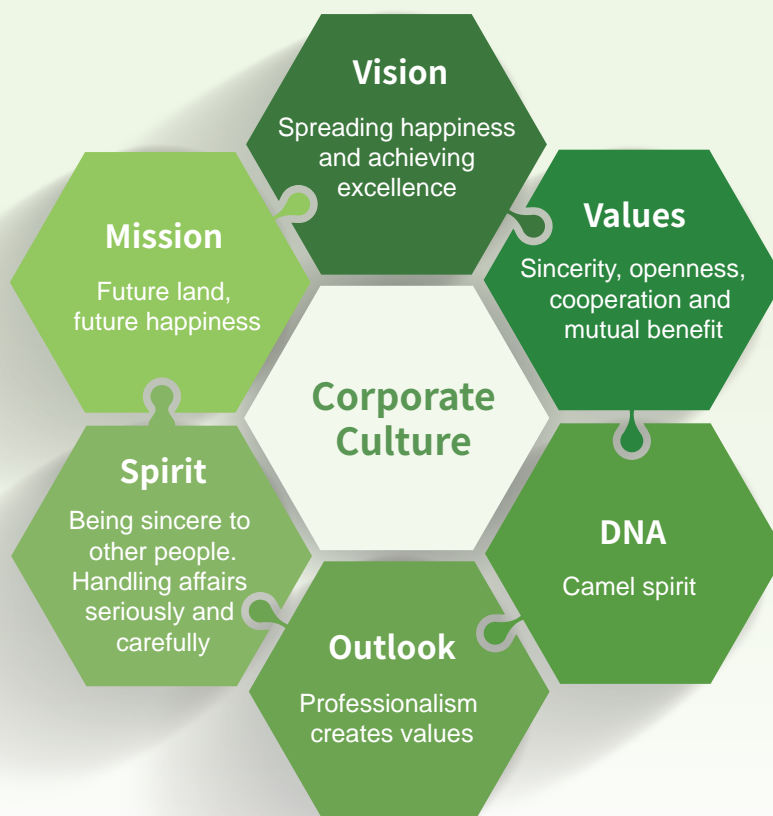 Vision
Spreading happiness
and achieving
excellence
Values
Sincerity, openness,
cooperation and
mutual benefit
Mission
Future land,
future happiness
Corporate
Culture
Spirit
Being sincere to
other people.
Handling affairs
seriously and
carefully
DNA
Camel spirit
Outlook
Professionalism
creates values